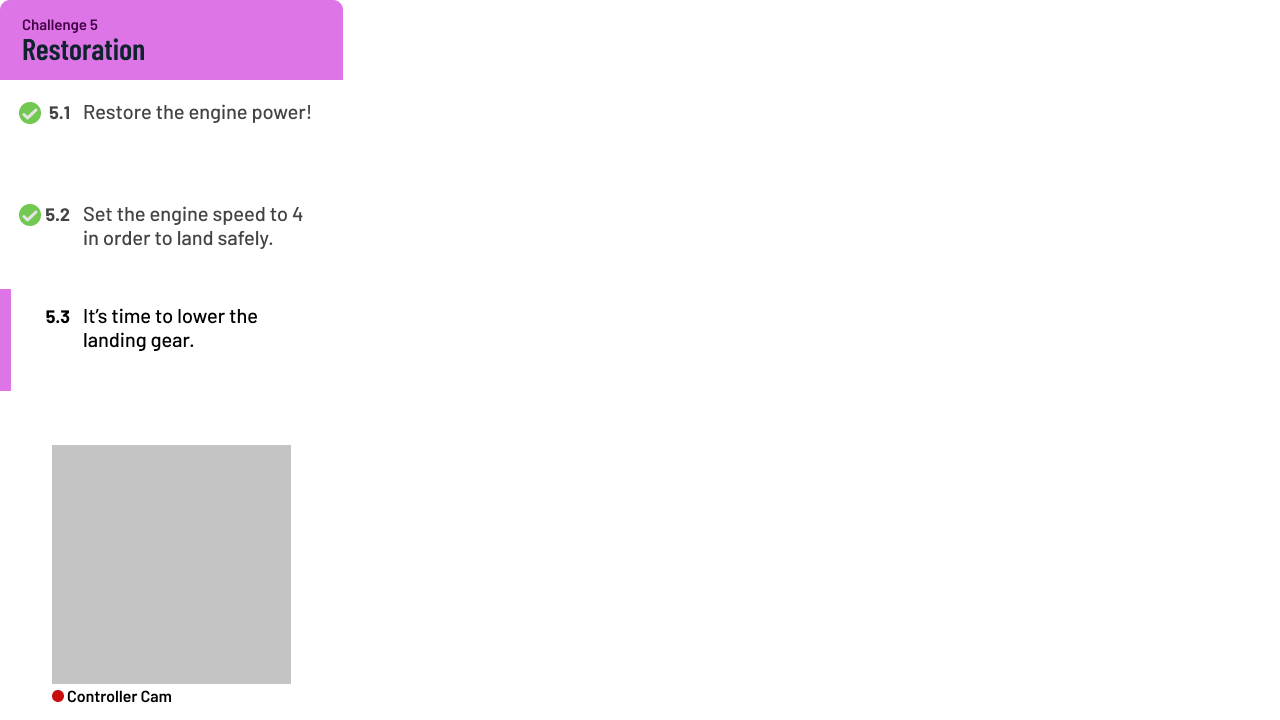 Challenge 5
Restoration
5.1 Restore the engine power!
5.2 Set the engine speed to 4
in order to land safely.
5.3 It’s time to lower the
landing gear.
Controller Cam